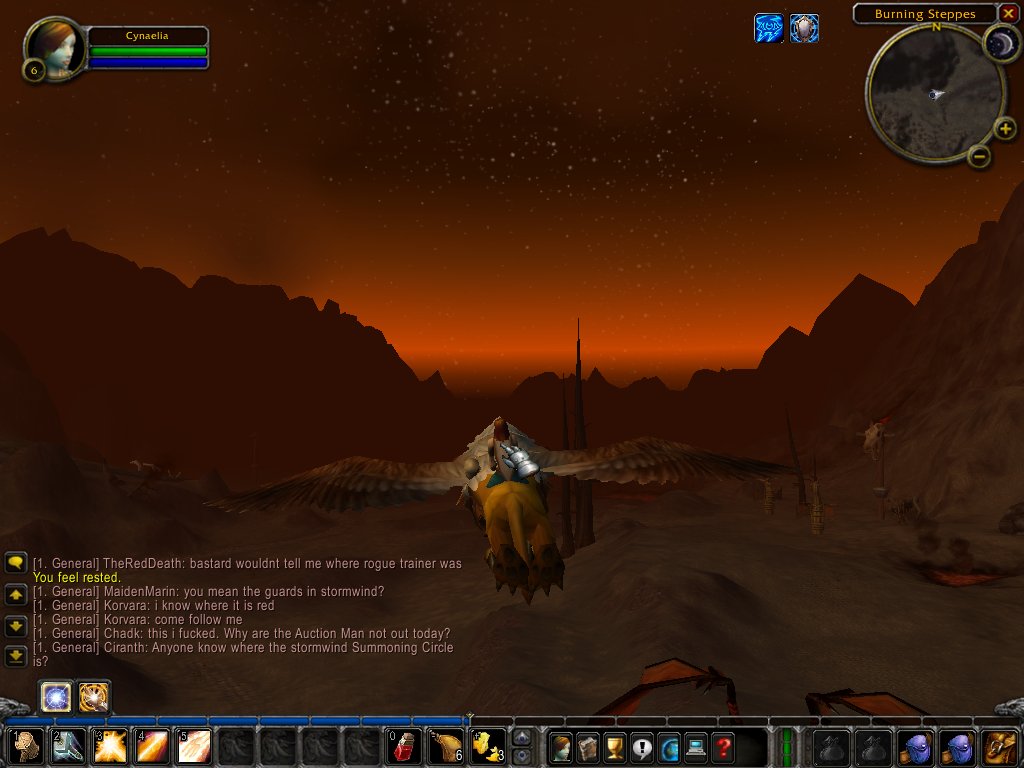 Cynaelia
6
Burning Steppes
N
[1. General] TheRedDeath: bastard wouldnt tell me where rogue trainer was
You feel rested.
[1. General] MaidenMarin: you mean the guards in stormwind?
[1. General] Korvara: i know where it is red
[1. General] Korvara: come follow me
[1. General] Chadk: this i fucked. Why are the Auction Man not out today?
[1. General] Ciranth: Anyone know where the stormwind Summoning Circle
is?
1 2 3 4 5 0 6 3